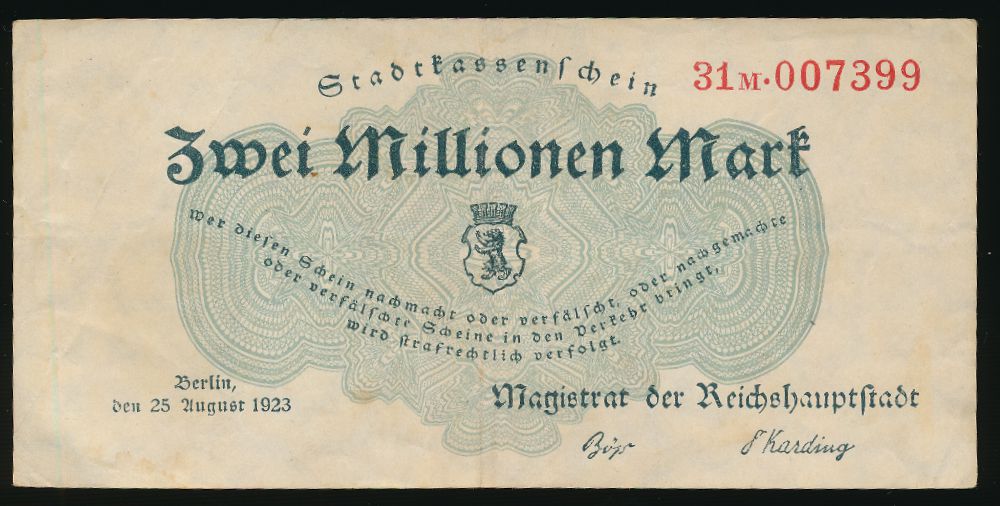 Stadtkassenschein
31M·007399
Zwei Millionen Mark
Wer diesen Schein nachmacht oder verfälscht, oder nachgemachte
oder verfälschte Scheine in den Verkehr bringt,
wird strafrechtlich verfolgt.
Berlin,
den 25 August 1923
Magistrat der Reichshauptstadt
Böß
Karding